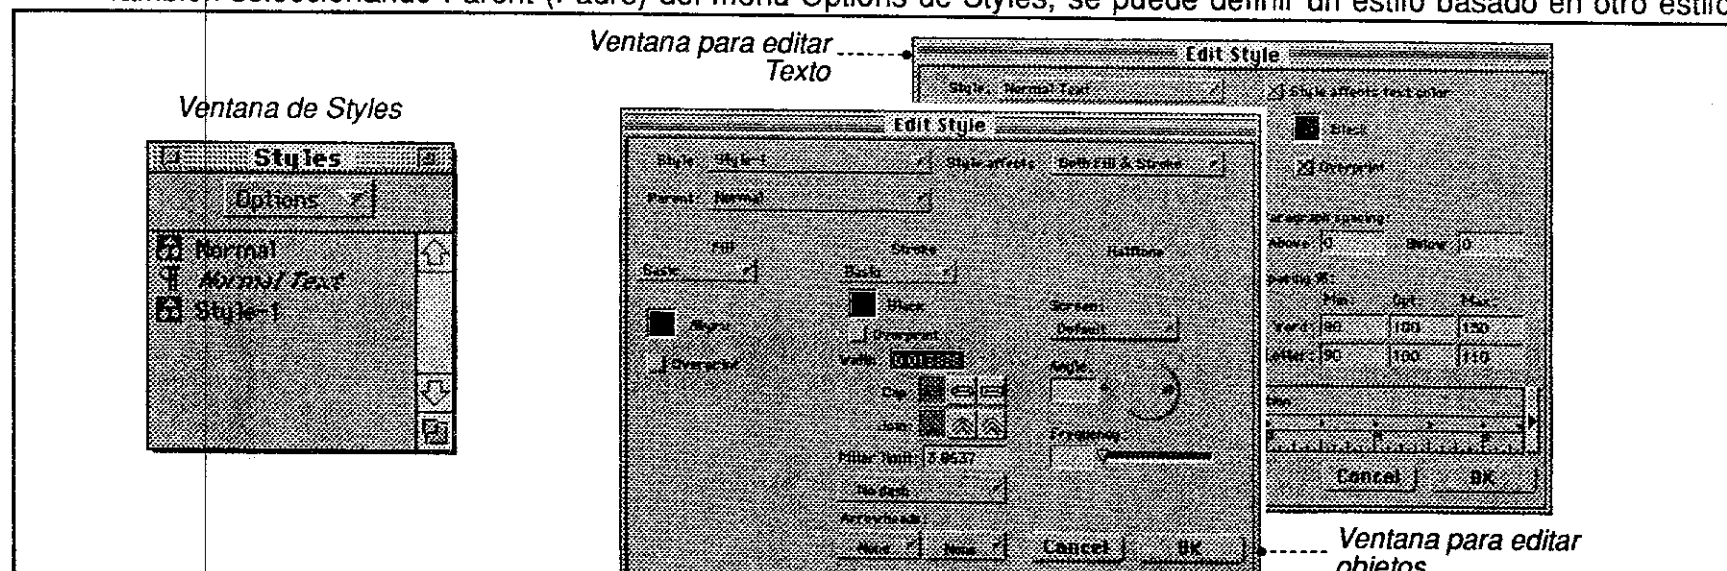 También seleccionando Parent (Padre) del menú Options de Styles, se puede definir un estilo basado en otro estilo
Ventana para editar
Texto
Ventana de Styles
Styles
Options
Normal
Normal Text
Style-1
Edit Style
Style: Normal Text
Style affects text color
Black
Overprint
paragraph spacing:
Above: 0 Below: 0
Spacing %:
Min: Opt: Max:
Word: 90 100 150
Letter: 90 100 110
Cancel OK
Edit Style
Style: Style-1 Style affects: Both Fill & Stroke
Parent: Normal
Fill Stroke Halftone
Basic Basic
Black Screen:
Overprint Default
Overprint Width:
Angle
Cap:
Join:
Frequency
Miter limit:
No dash
Arrowheads:
None None Cancel OK
Ventana para editar
objetos